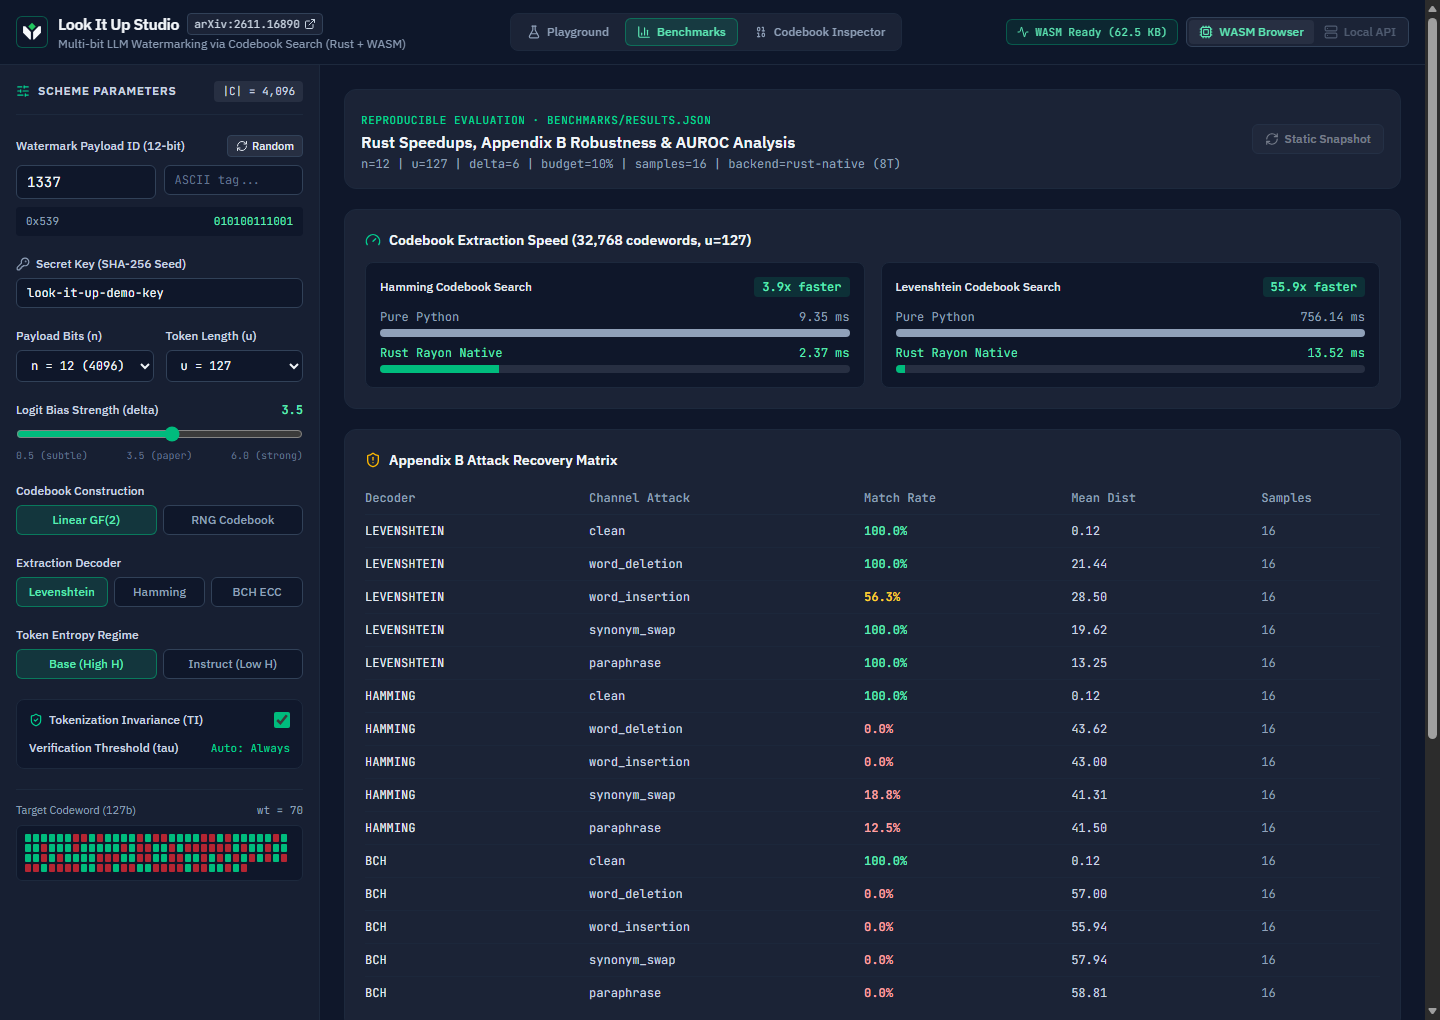 Look It Up Studio
arXiv:2611.16890
Multi-bit LLM Watermarking via Codebook Search (Rust + WASM)
Playground
Benchmarks
Codebook Inspector
WASM Ready (62.5 KB)
WASM Browser
Local API
SCHEME PARAMETERS
|C| = 4,096
Watermark Payload ID (12-bit)
Random
1337
ASCII tag...
0x539
010100111001
Secret Key (SHA-256 Seed)
look-it-up-demo-key
Payload Bits (n)
Token Length (u)
n = 12 (4096)
u = 127
Logit Bias Strength (delta)
3.5
0.5 (subtle)
3.5 (paper)
6.0 (strong)
Codebook Construction
Linear GF(2)
RNG Codebook
Extraction Decoder
Levenshtein
Hamming
BCH ECC
Token Entropy Regime
Base (High H)
Instruct (Low H)
Tokenization Invariance (TI)
Verification Threshold (tau)
Auto: Always
Target Codeword (127b)
wt = 70
REPRODUCIBLE EVALUATION · BENCHMARKS/RESULTS.JSON
Rust Speedups, Appendix B Robustness & AUROC Analysis
n=12 | u=127 | delta=6 | budget=10% | samples=16 | backend=rust-native (8T)
Static Snapshot
Codebook Extraction Speed (32,768 codewords, u=127)
Hamming Codebook Search
3.9x faster
Pure Python
9.35 ms
Rust Rayon Native
2.37 ms
Levenshtein Codebook Search
55.9x faster
Pure Python
756.14 ms
Rust Rayon Native
13.52 ms
Appendix B Attack Recovery Matrix
Decoder Channel Attack Match Rate Mean Dist Samples
LEVENSHTEIN clean 100.0% 0.12 16
LEVENSHTEIN word_deletion 100.0% 21.44 16
LEVENSHTEIN word_insertion 56.3% 28.50 16
LEVENSHTEIN synonym_swap 100.0% 19.62 16
LEVENSHTEIN paraphrase 100.0% 13.25 16
HAMMING clean 100.0% 0.12 16
HAMMING word_deletion 0.0% 43.62 16
HAMMING word_insertion 0.0% 43.00 16
HAMMING synonym_swap 18.8% 41.31 16
HAMMING paraphrase 12.5% 41.50 16
BCH clean 100.0% 0.12 16
BCH word_deletion 0.0% 57.00 16
BCH word_insertion 0.0% 55.94 16
BCH synonym_swap 0.0% 57.94 16
BCH paraphrase 0.0% 58.81 16